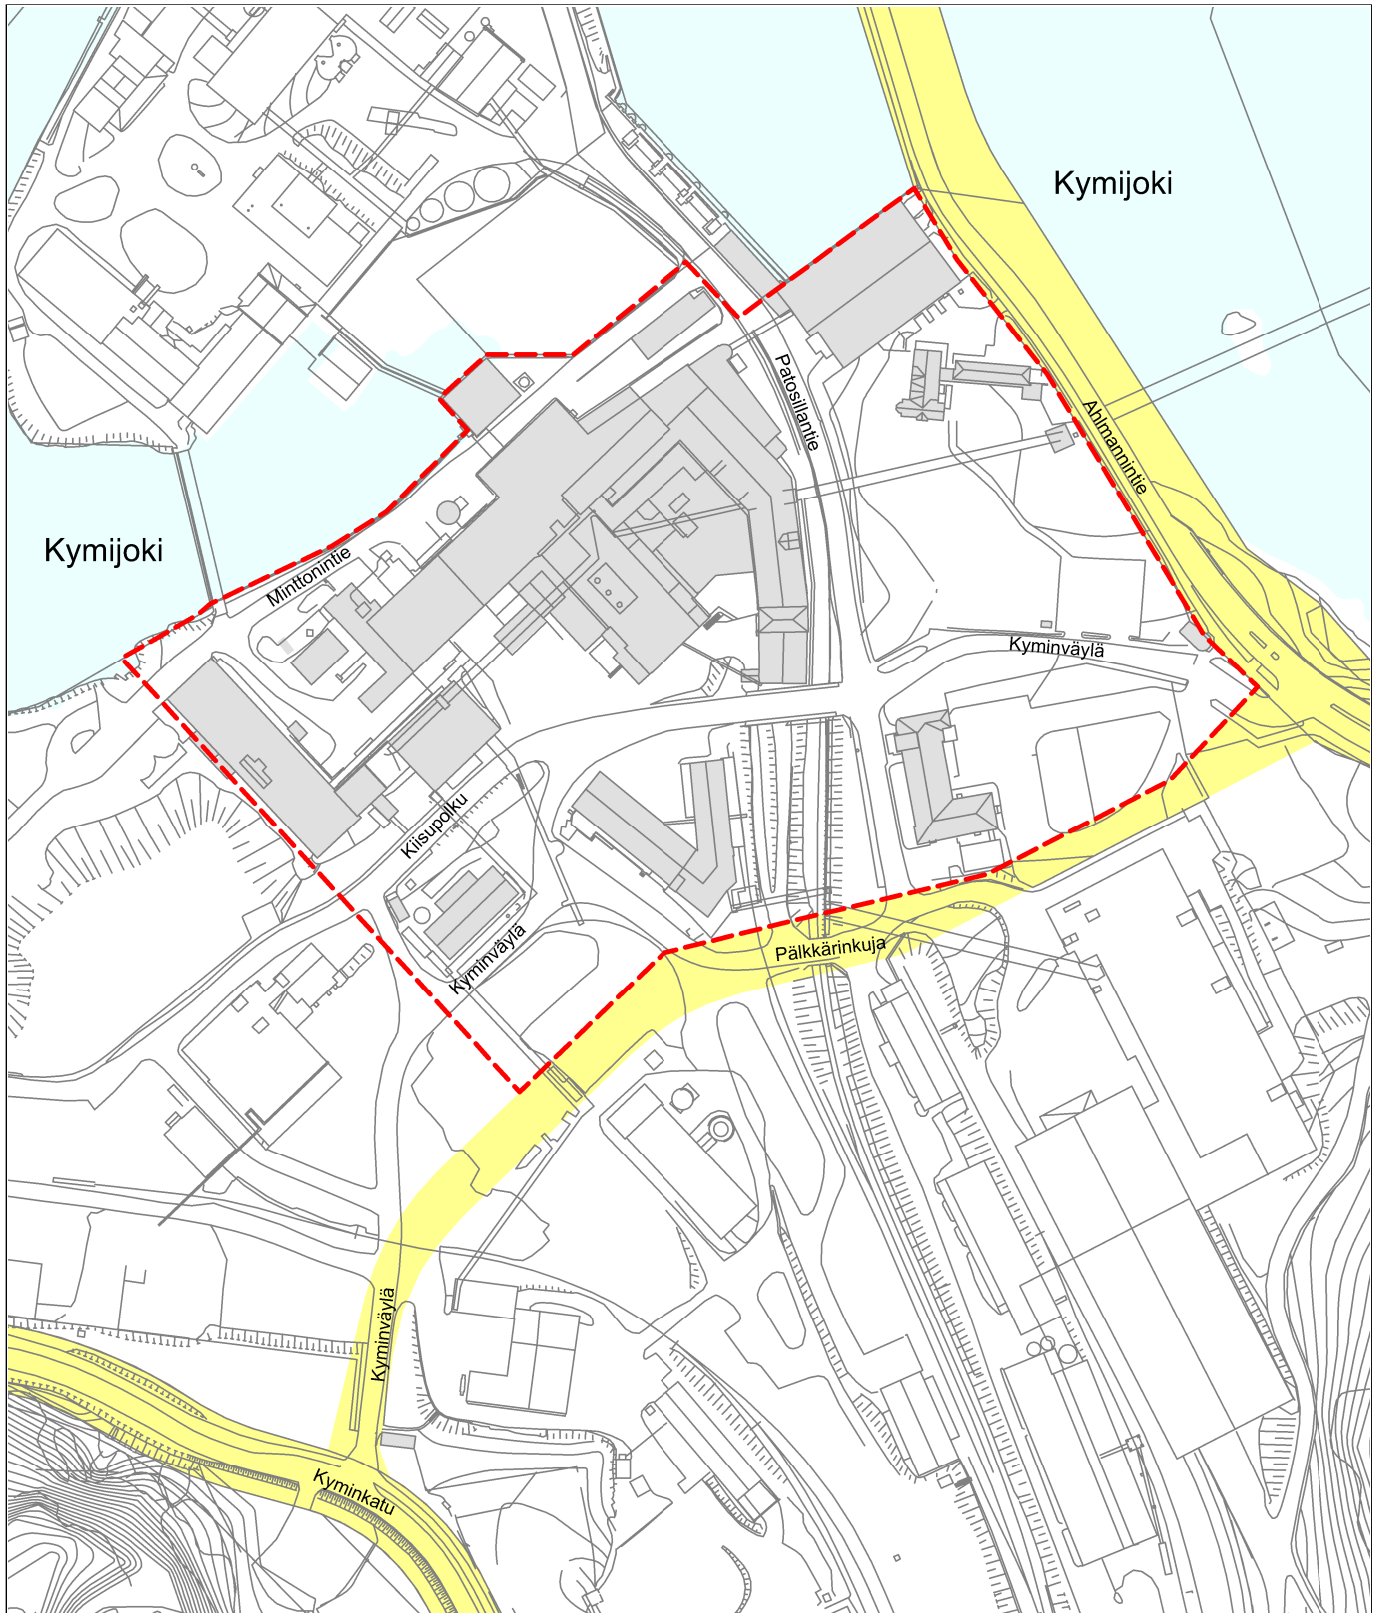 Kymijoki
Patosillantie
Ahlmannintie
Kymijoki
Minttonintie
Kyminväylä
Kiisupolku
Kyminväylä
Pälkkärinkuja
Kyminväylä
Kyminkatu